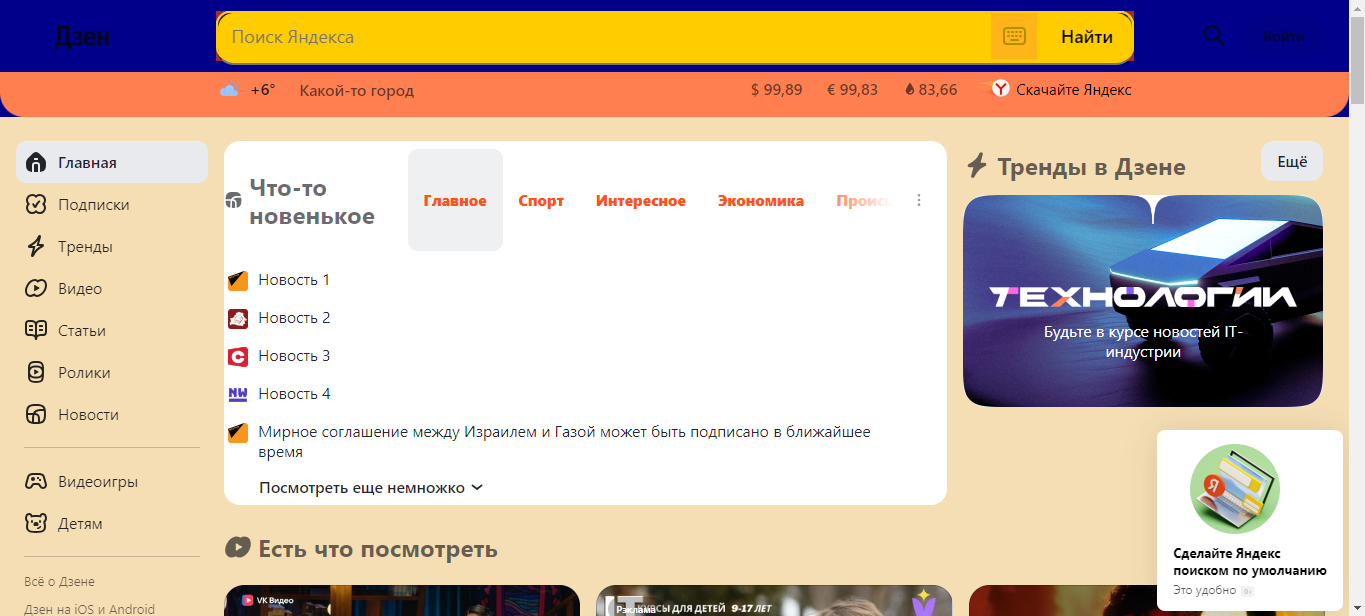 Дзен
Поиск Яндекса
Найти
Войти
+6°
Какой-то город
$ 99,89
€ 99,83
83,66
Скачайте Яндекс
Главная
Подписки
Тренды
Видео
Статьи
Ролики
Новости
Видеоигры
Детям
Всё о Дзене
Дзен на iOS и Android
Что-то
новенькое
Главное
Спорт
Интересное
Экономика
Проис
Новость 1
Новость 2
Новость 3
NW
Новость 4
Мирное соглашение между Израилем и Газой может быть подписано в ближайшее
время
Посмотреть еще немножко
Есть что посмотреть
VK Видео
Реклама
КУРСЫ ДЛЯ ДЕТЕЙ 9-17 ЛЕТ
Тренды в Дзене
Ещё
ТЕХНОЛОГИИ
Будьте в курсе новостей IT-
индустрии
Я
Сделайте Яндекс
поиском по умолчанию
Это удобно 0+